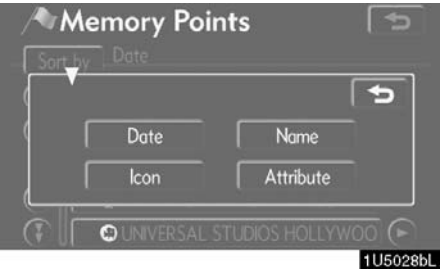 Memory Points
Sort by Date
Date Name
Icon Attribute
UNIVERSAL STUDIOS HOLLYWOO
1U5028bL